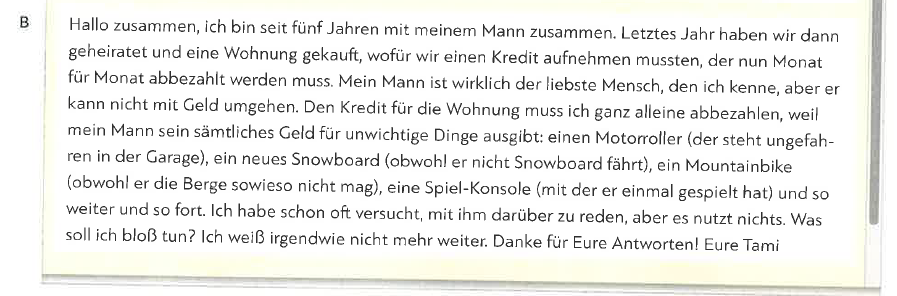 B
Hallo zusammen, ich bin seit fünf Jahren mit meinem Mann zusammen. Letztes Jahr haben wir dann
geheiratet und eine Wohnung gekauft, wofür wir einen Kredit aufnehmen mussten, der nun Monat
für Monat abbezahlt werden muss. Mein Mann ist wirklich der liebste Mensch, den ich kenne, aber er
kann nicht mit Geld umgehen. Den Kredit für die Wohnung muss ich ganz alleine abbezahlen, weil
mein Mann sein sämtliches Geld für unwichtige Dinge ausgibt: einen Motorroller (der steht ungefah-
ren in der Garage), ein neues Snowboard (obwohl er nicht Snowboard fährt), ein Mountainbike
(obwohl er die Berge sowieso nicht mag), eine Spiel-Konsole (mit der er einmal gespielt hat) und so
weiter und so fort. Ich habe schon oft versucht, mit ihm darüber zu reden, aber es nutzt nichts. Was
soll ich bloß tun? Ich weiß irgendwie nicht mehr weiter. Danke für Eure Antworten! Eure Tami